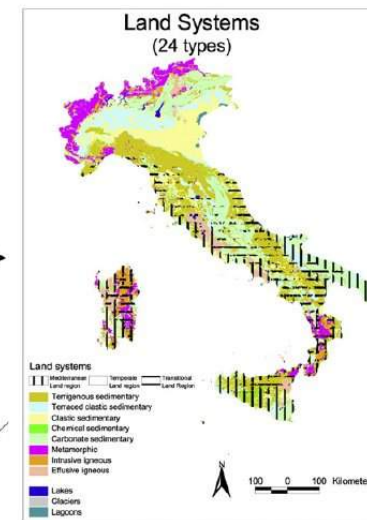 Land Systems
(24 types)
Land systems
Mediterranean Land region
Temperate Land region
Transitional Land Region
Terrigenous sedimentary
Terraced clastic sedimentary
Clastic sedimentary
Chemical sedimentary
Carbonate sedimentary
Metamorphic
Intrusive igneous
Effusive igneous
Lakes
Glaciers
Lagoons
N
100 0 100 Kilomete